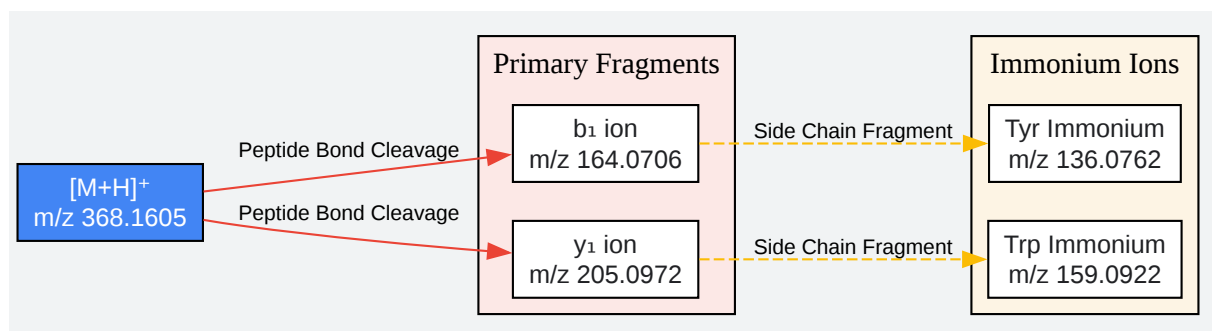 Primary Fragments
Immonium Ions
b₁ ion
m/z 164.0706
Side Chain Fragment
Tyr Immonium
m/z 136.0762
Peptide Bond Cleavage
[M+H]⁺
m/z 368.1605
Peptide Bond Cleavage
y₁ ion
m/z 205.0972
Side Chain Fragment
Trp Immonium
m/z 159.0922